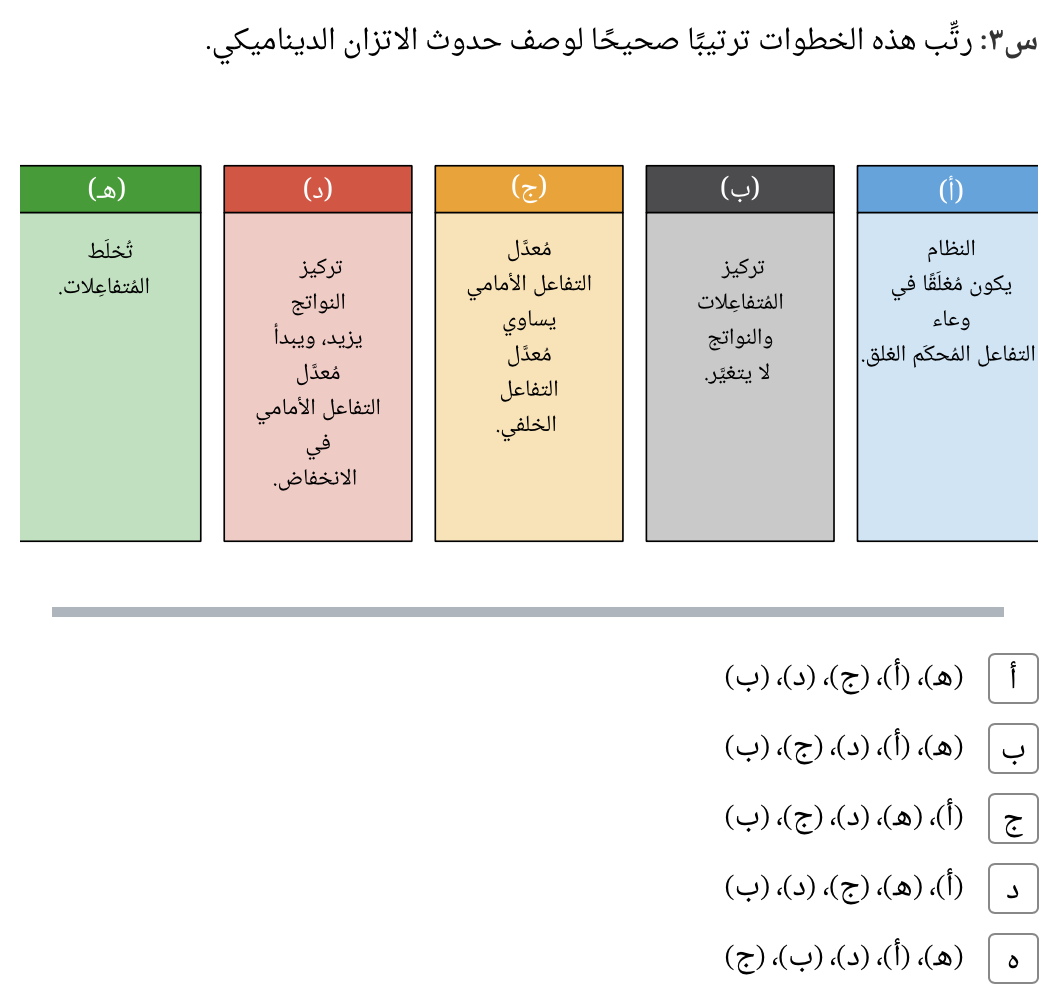 س٣: رتِّب هذه الخطوات ترتيبًا صحيحًا لوصف حدوث الاتزان الديناميكي.
(أ)
النظام
يكون مُغلَقًا في
وعاء
التفاعل المُحكَم الغلق.
(ب)
تركيز
المُتفاعِلات
والنواتج
لا يتغيَّر.
(ج)
مُعدَّل
التفاعل الأمامي
يساوي
مُعدَّل
التفاعل
الخلفي.
(د)
تركيز
النواتج
يزيد، ويبدأ
مُعدَّل
التفاعل الأمامي
في
الانخفاض.
(هـ)
تُخلَط
المُتفاعِلات.
أ (هـ)، (أ)، (ج)، (د)، (ب)
ب (هـ)، (أ)، (د)، (ج)، (ب)
ج (أ)، (هـ)، (د)، (ج)، (ب)
د (أ)، (هـ)، (ج)، (د)، (ب)
ه (هـ)، (أ)، (د)، (ب)، (ج)